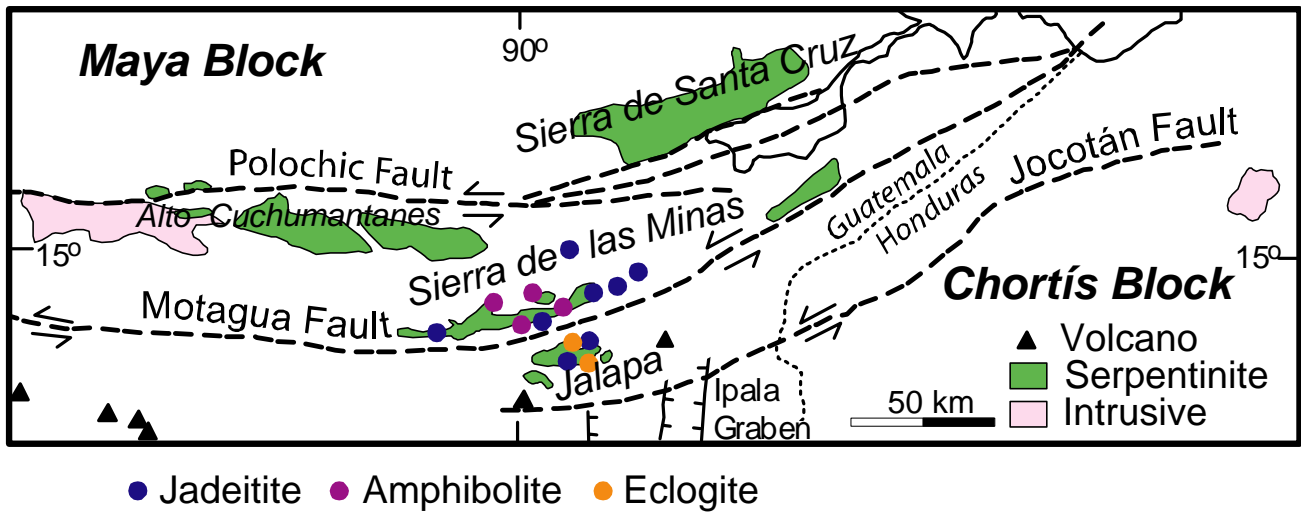 Maya Block
90º
Sierra de Santa Cruz
Polochic Fault
Jocotán Fault
Guatemala
Honduras
Alto Cuchumantanes
Sierra de las Minas
15º
15º
Motagua Fault
Chortís Block
Volcano
Jalapa
Serpentinite
Ipala
Graben
50 km
Intrusive
Jadeitite
Amphibolite
Eclogite